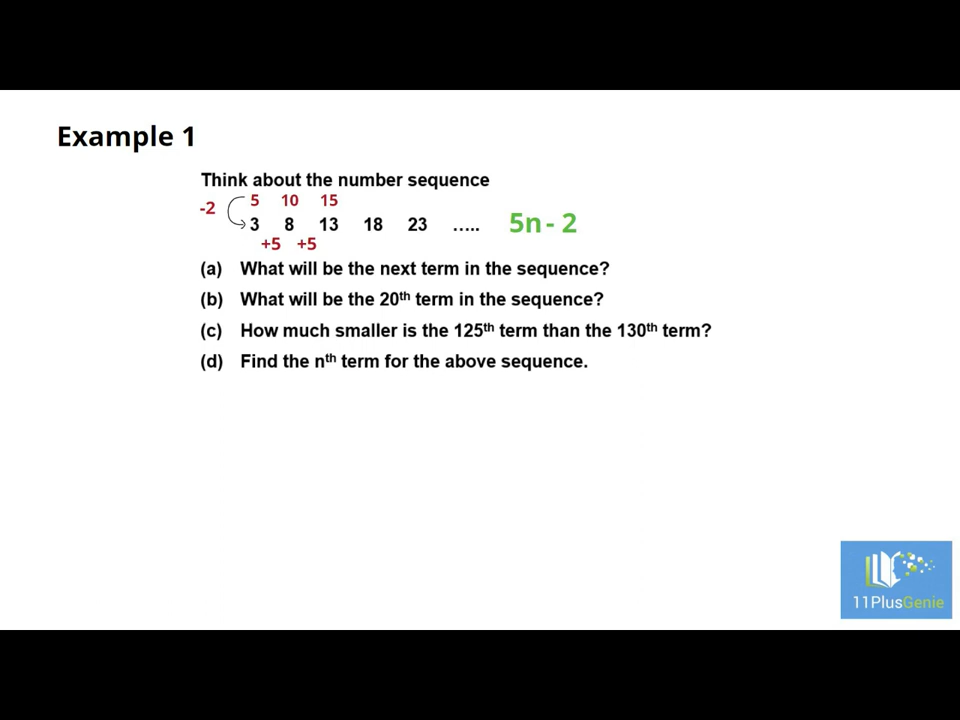 Example 1
Think about the number sequence
-2 5 10 15
3 8 13 18 23 ..... 5n - 2
+5 +5
(a) What will be the next term in the sequence?
(b) What will be the 20th term in the sequence?
(c) How much smaller is the 125th term than the 130th term?
(d) Find the nth term for the above sequence.
11PlusGenie